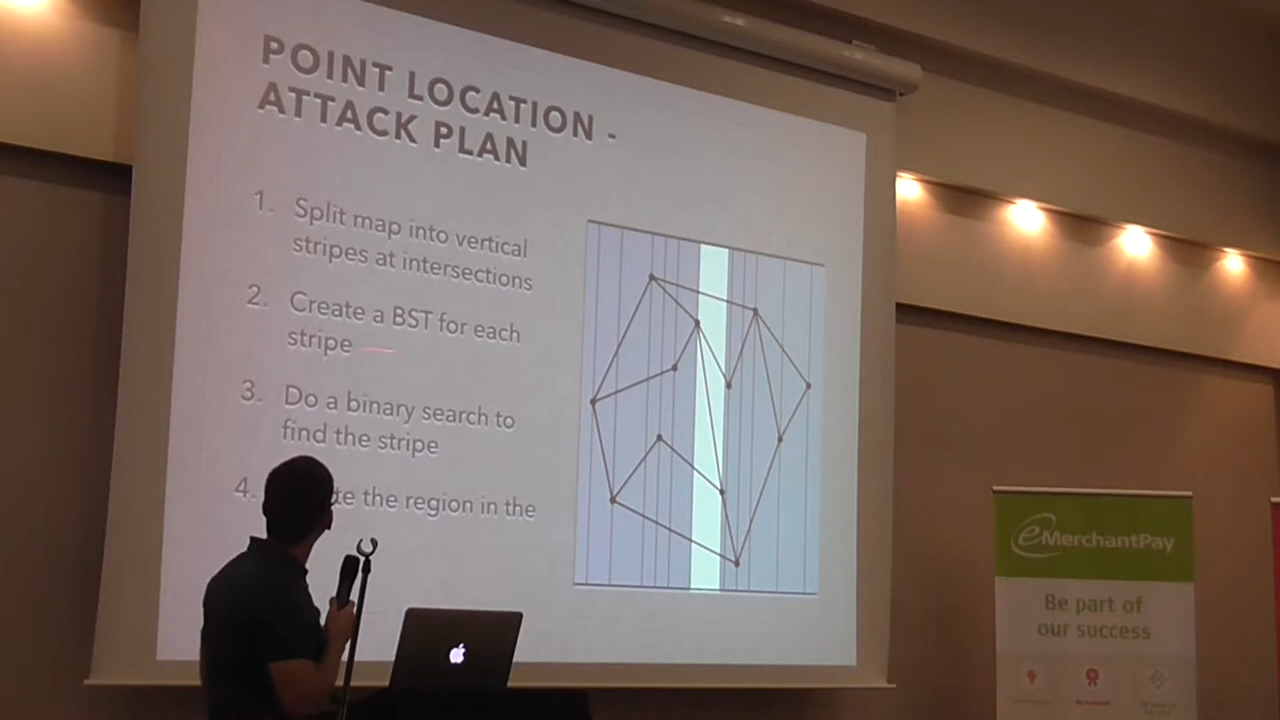 POINT LOCATION -
ATTACK PLAN
1. Split map into vertical
stripes at intersections
2. Create a BST for each
stripe
3. Do a binary search to
find the stripe
4. the region in the
eMerchantPay
Be part of
our success